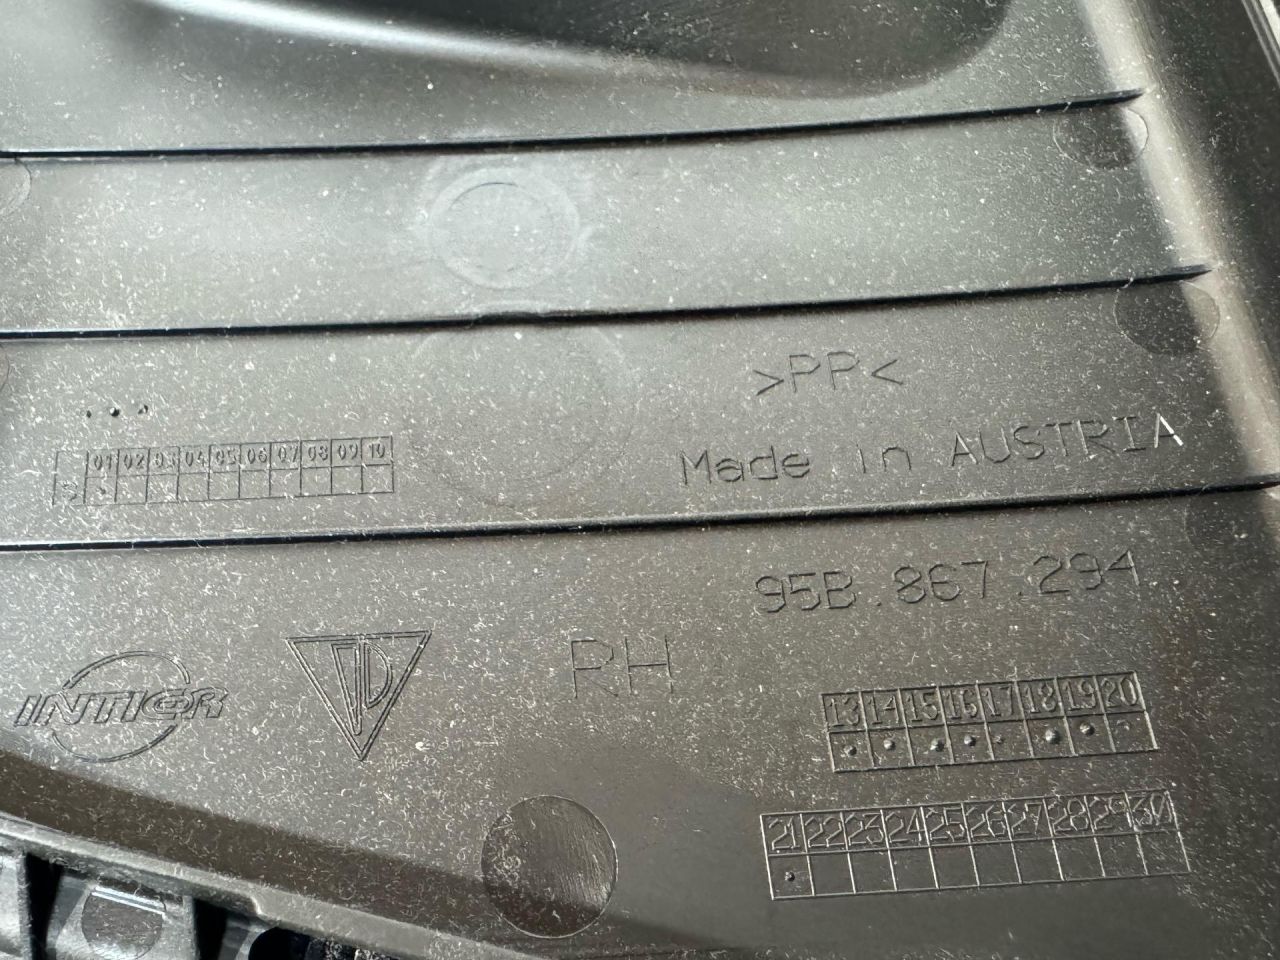 >PP<
Made in AUSTRIA
01 02 03 04 05 06 07 08 09 10
95B.867.294
INTIER
RH
13 14 15 16 17 18 19 20
21 22 23 24 25 26 27 28 29 30